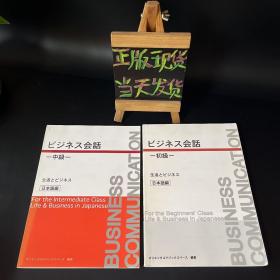 正版现货
当天发货
ビジネス会話
ー中級ー
生活とビジネス
日本語編
For the Intermediate Class
Life & Business in Japanese
BUSINESS
COMMUNICATION
ビジネス会話
ー初級ー
生活とビジネス
日本語編
For the Beginners' Class
Life & Business in Japanese
BUSINESS
COMMUNICATION